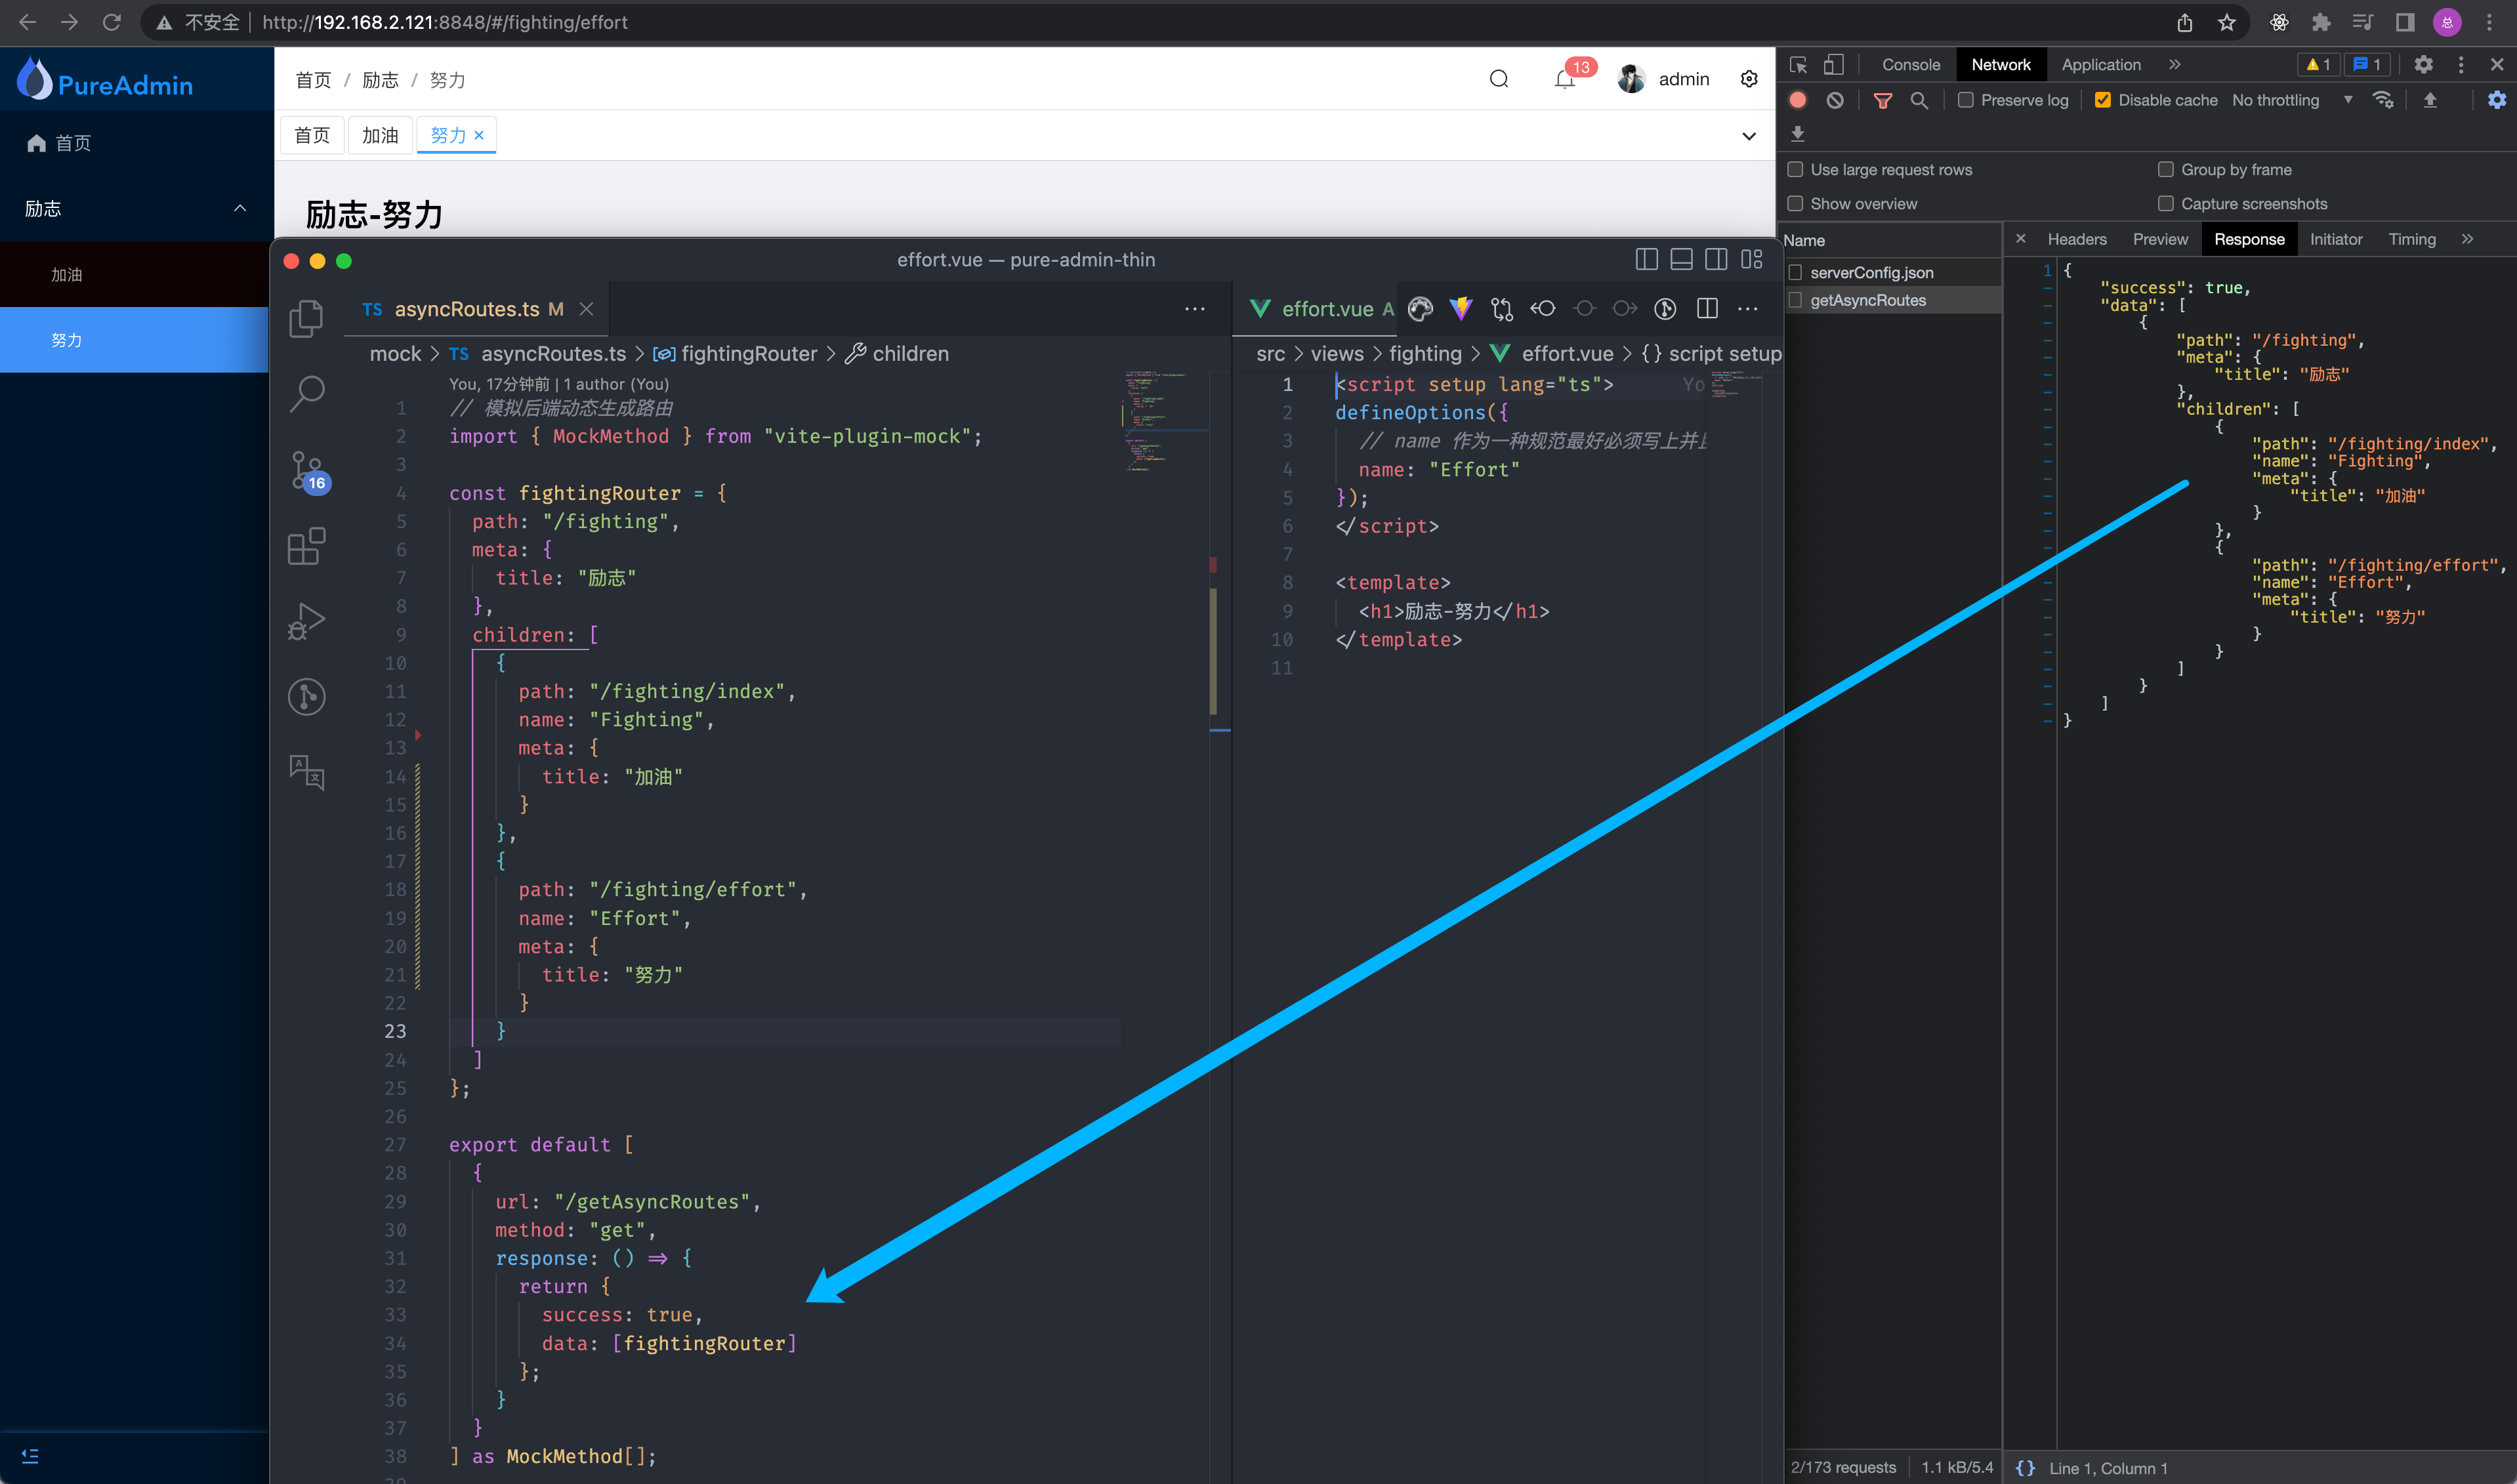 不安全 http://192.168.2.121:8848/#/fighting/effort
PureAdmin
首页
励志
加油
努力
首页 / 励志 / 努力
13
admin
首页 加油 努力
励志-努力
effort.vue — pure-admin-thin
16
TS asyncRoutes.ts M
mock > TS asyncRoutes.ts > fightingRouter > children
You, 17分钟前 | 1 author (You)
1 // 模拟后端动态生成路由
2 import { MockMethod } from "vite-plugin-mock";
3
4 const fightingRouter = {
5 path: "/fighting",
6 meta: {
7 title: "励志"
8 },
9 children: [
10 {
11 path: "/fighting/index",
12 name: "Fighting",
13 meta: {
14 title: "加油"
15 }
16 },
17 {
18 path: "/fighting/effort",
19 name: "Effort",
20 meta: {
21 title: "努力"
22 }
23 }
24 ]
25 };
26
27 export default [
28 {
29 url: "/getAsyncRoutes",
30 method: "get",
31 response: () => {
32 return {
33 success: true,
34 data: [fightingRouter]
35 };
36 }
37 }
38 ] as MockMethod[];
effort.vue A
src > views > fighting > effort.vue > {} script setup
1 <script setup lang="ts"> Yo
2 defineOptions({
3 // name 作为一种规范最好必须写上并且
4 name: "Effort"
5 });
6 </script>
7
8 <template>
9 <h1>励志-努力</h1>
10 </template>
11
Console Network Application 1 1
Preserve log Disable cache No throttling
Use large request rows Group by frame
Show overview Capture screenshots
Name
serverConfig.json
getAsyncRoutes
Headers Preview Response Initiator Timing
1 {
"success": true,
"data": [
{
"path": "/fighting",
"meta": {
"title": "励志"
},
"children": [
{
"path": "/fighting/index",
"name": "Fighting",
"meta": {
"title": "加油"
}
},
{
"path": "/fighting/effort",
"name": "Effort",
"meta": {
"title": "努力"
}
}
]
}
]
}
2/173 requests 1.1 kB/5.4
{} Line 1, Column 1